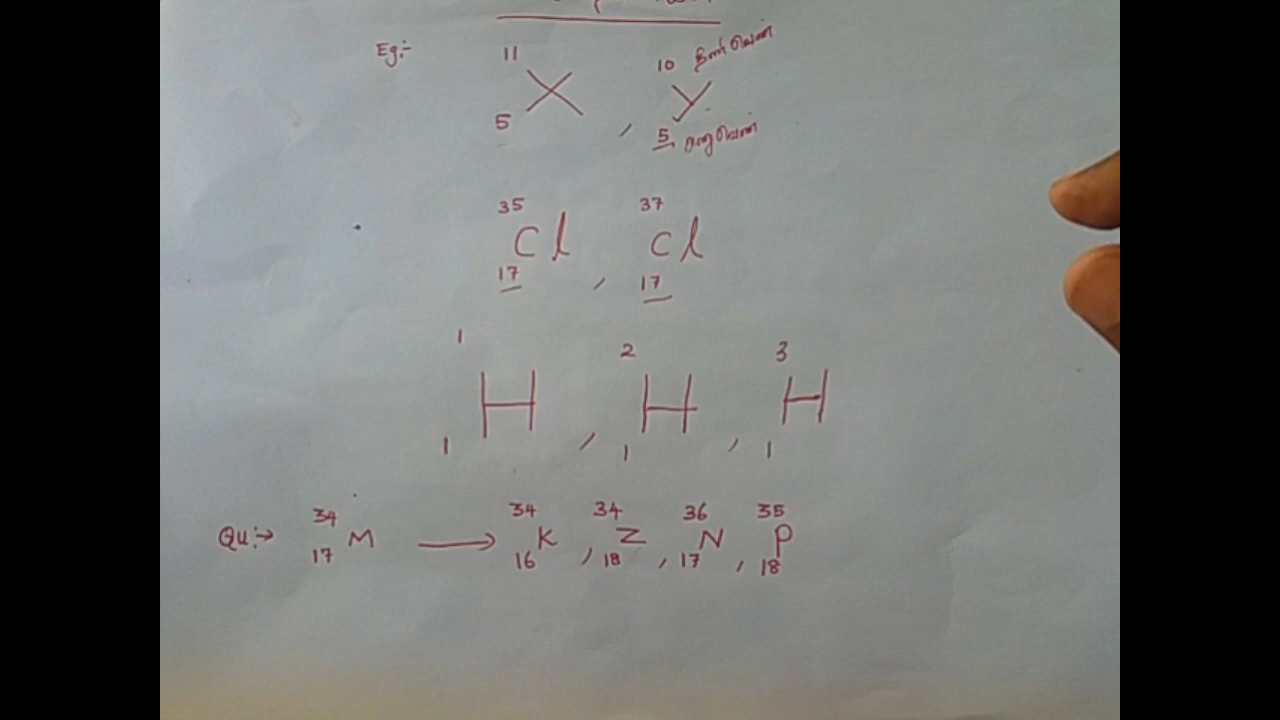 Eg:-
11 X 5 , 10 Y 5
35 Cl 17 , 37 Cl 17
1 H 1 , 2 H 1 , 3 H 1
Qu:→ 34 M 17 ⟶ 34 K 16 , 34 Z 18 , 36 N 17 , 35 P 18